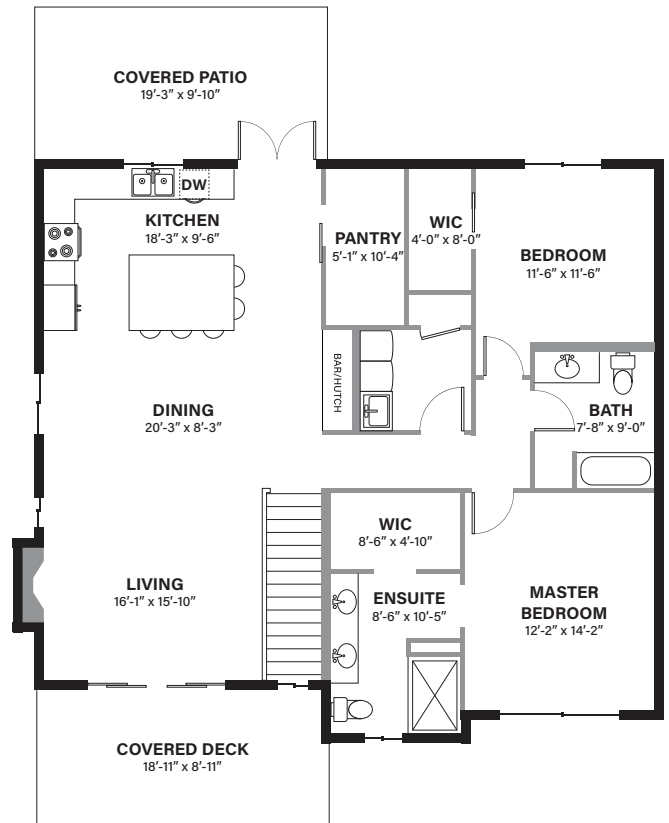 COVERED PATIO
19'-3" x 9'-10"
DW
KITCHEN
18'-3" x 9'-6"
PANTRY
5'-1" x 10'-4"
WIC
4'-0" x 8'-0"
BEDROOM
11'-6" x 11'-6"
BAR/HUTCH
DINING
20'-3" x 8'-3"
BATH
7'-8" x 9'-0"
WIC
8'-6" x 4'-10"
LIVING
16'-1" x 15'-10"
ENSUITE
8'-6" x 10'-5"
MASTER
BEDROOM
12'-2" x 14'-2"
COVERED DECK
18'-11" x 8'-11"